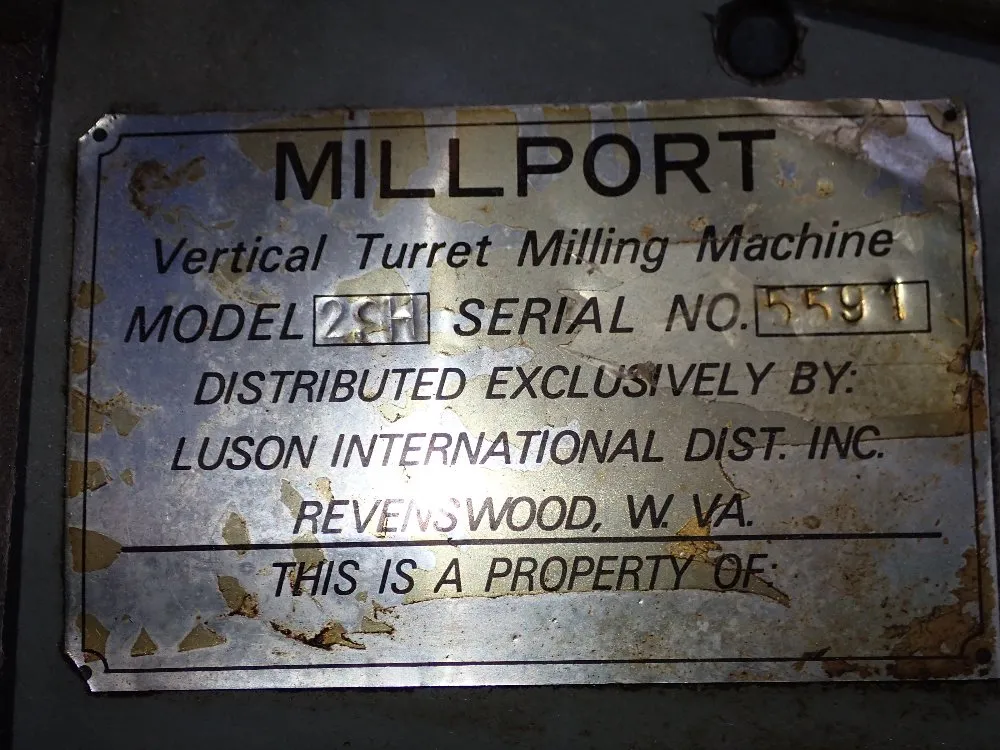 MILLPORT
Vertical Turret Milling Machine
MODEL 2SH SERIAL NO. 5591
DISTRIBUTED EXCLUSIVELY BY:
LUSON INTERNATIONAL DIST. INC.
REVENSWOOD, W. VA.
THIS IS A PROPERTY OF: